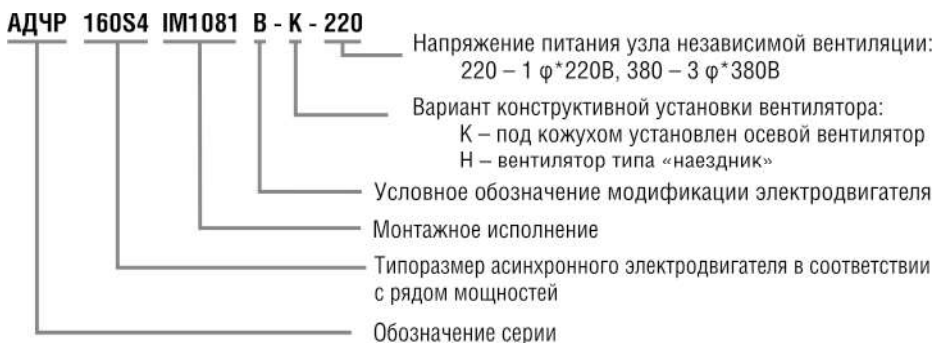 АДЧР 160S4 IM1081 В - К - 220
Напряжение питания узла независимой вентиляции:
220 – 1 φ*220В, 380 – 3 φ*380В
Вариант конструктивной установки вентилятора:
К – под кожухом установлен осевой вентилятор
Н – вентилятор типа «наездник»
Условное обозначение модификации электродвигателя
Монтажное исполнение
Типоразмер асинхронного электродвигателя в соответствии
с рядом мощностей
Обозначение серии